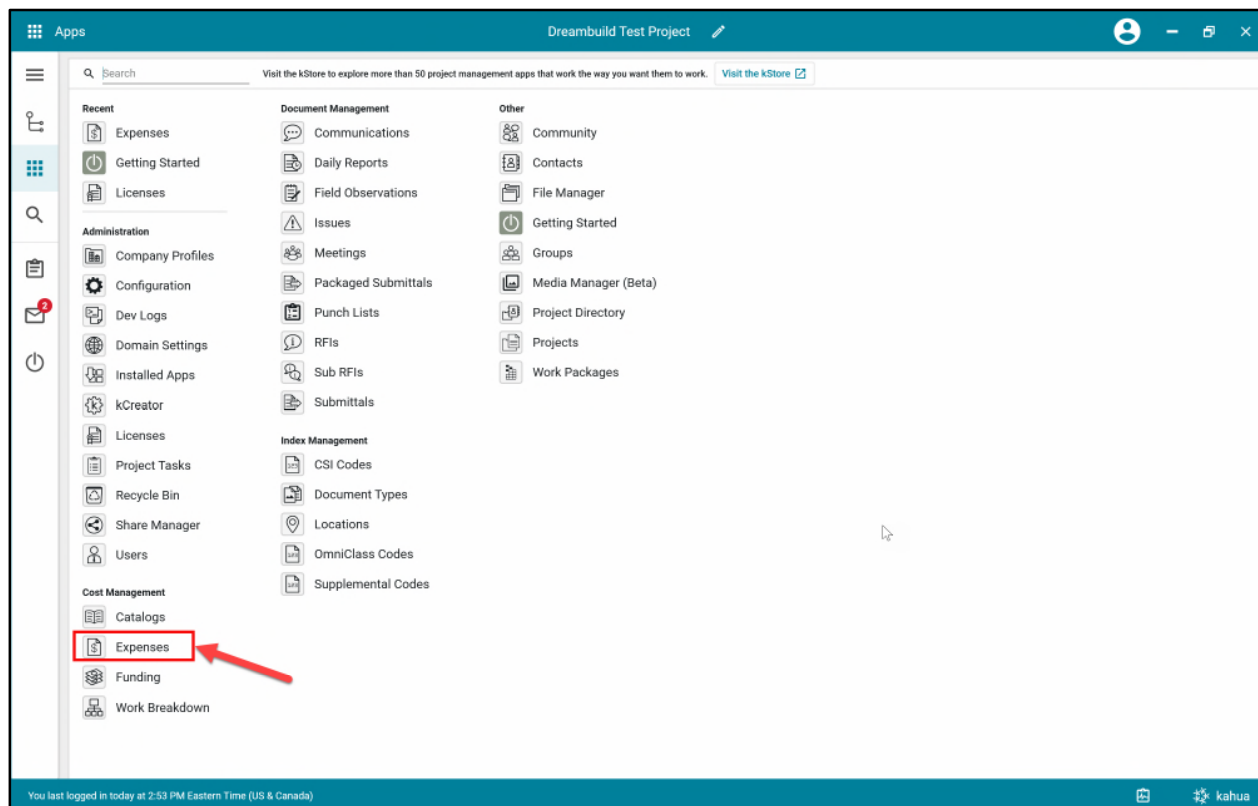 Apps
Dreambuild Test Project
Search
Visit the kStore to explore more than 50 project management apps that work the way you want them to work.
Visit the kStore
Recent
Expenses
Getting Started
Licenses
Administration
Company Profiles
Configuration
Dev Logs
Domain Settings
Installed Apps
kCreator
Licenses
Project Tasks
Recycle Bin
Share Manager
Users
Cost Management
Catalogs
Expenses
Funding
Work Breakdown
Document Management
Communications
Daily Reports
Field Observations
Issues
Meetings
Packaged Submittals
Punch Lists
RFIs
Sub RFIs
Submittals
Index Management
CSI Codes
Document Types
Locations
OmniClass Codes
Supplemental Codes
Other
Community
Contacts
File Manager
Getting Started
Groups
Media Manager (Beta)
Project Directory
Projects
Work Packages
2
You last logged in today at 2:53 PM Eastern Time (US & Canada)
kahua